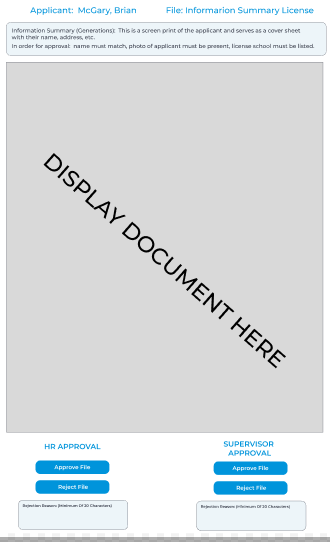 Applicant:  McGary, Brian
File: Informarion Summary License
Information Summary (Generations):  This is a screen print of the applicant and serves as a cover sheet
with their name, address, etc.
In order for approval:  name must match, photo of applicant must be present, license school must be listed.
DISPLAY DOCUMENT HERE
HR APPROVAL
Approve File
Reject File
Rejection Reason (Minimum Of 20 Characters)
SUPERVISOR
APPROVAL
Approve File
Reject File
Rejection Reason (Minimum Of 20 Characters)